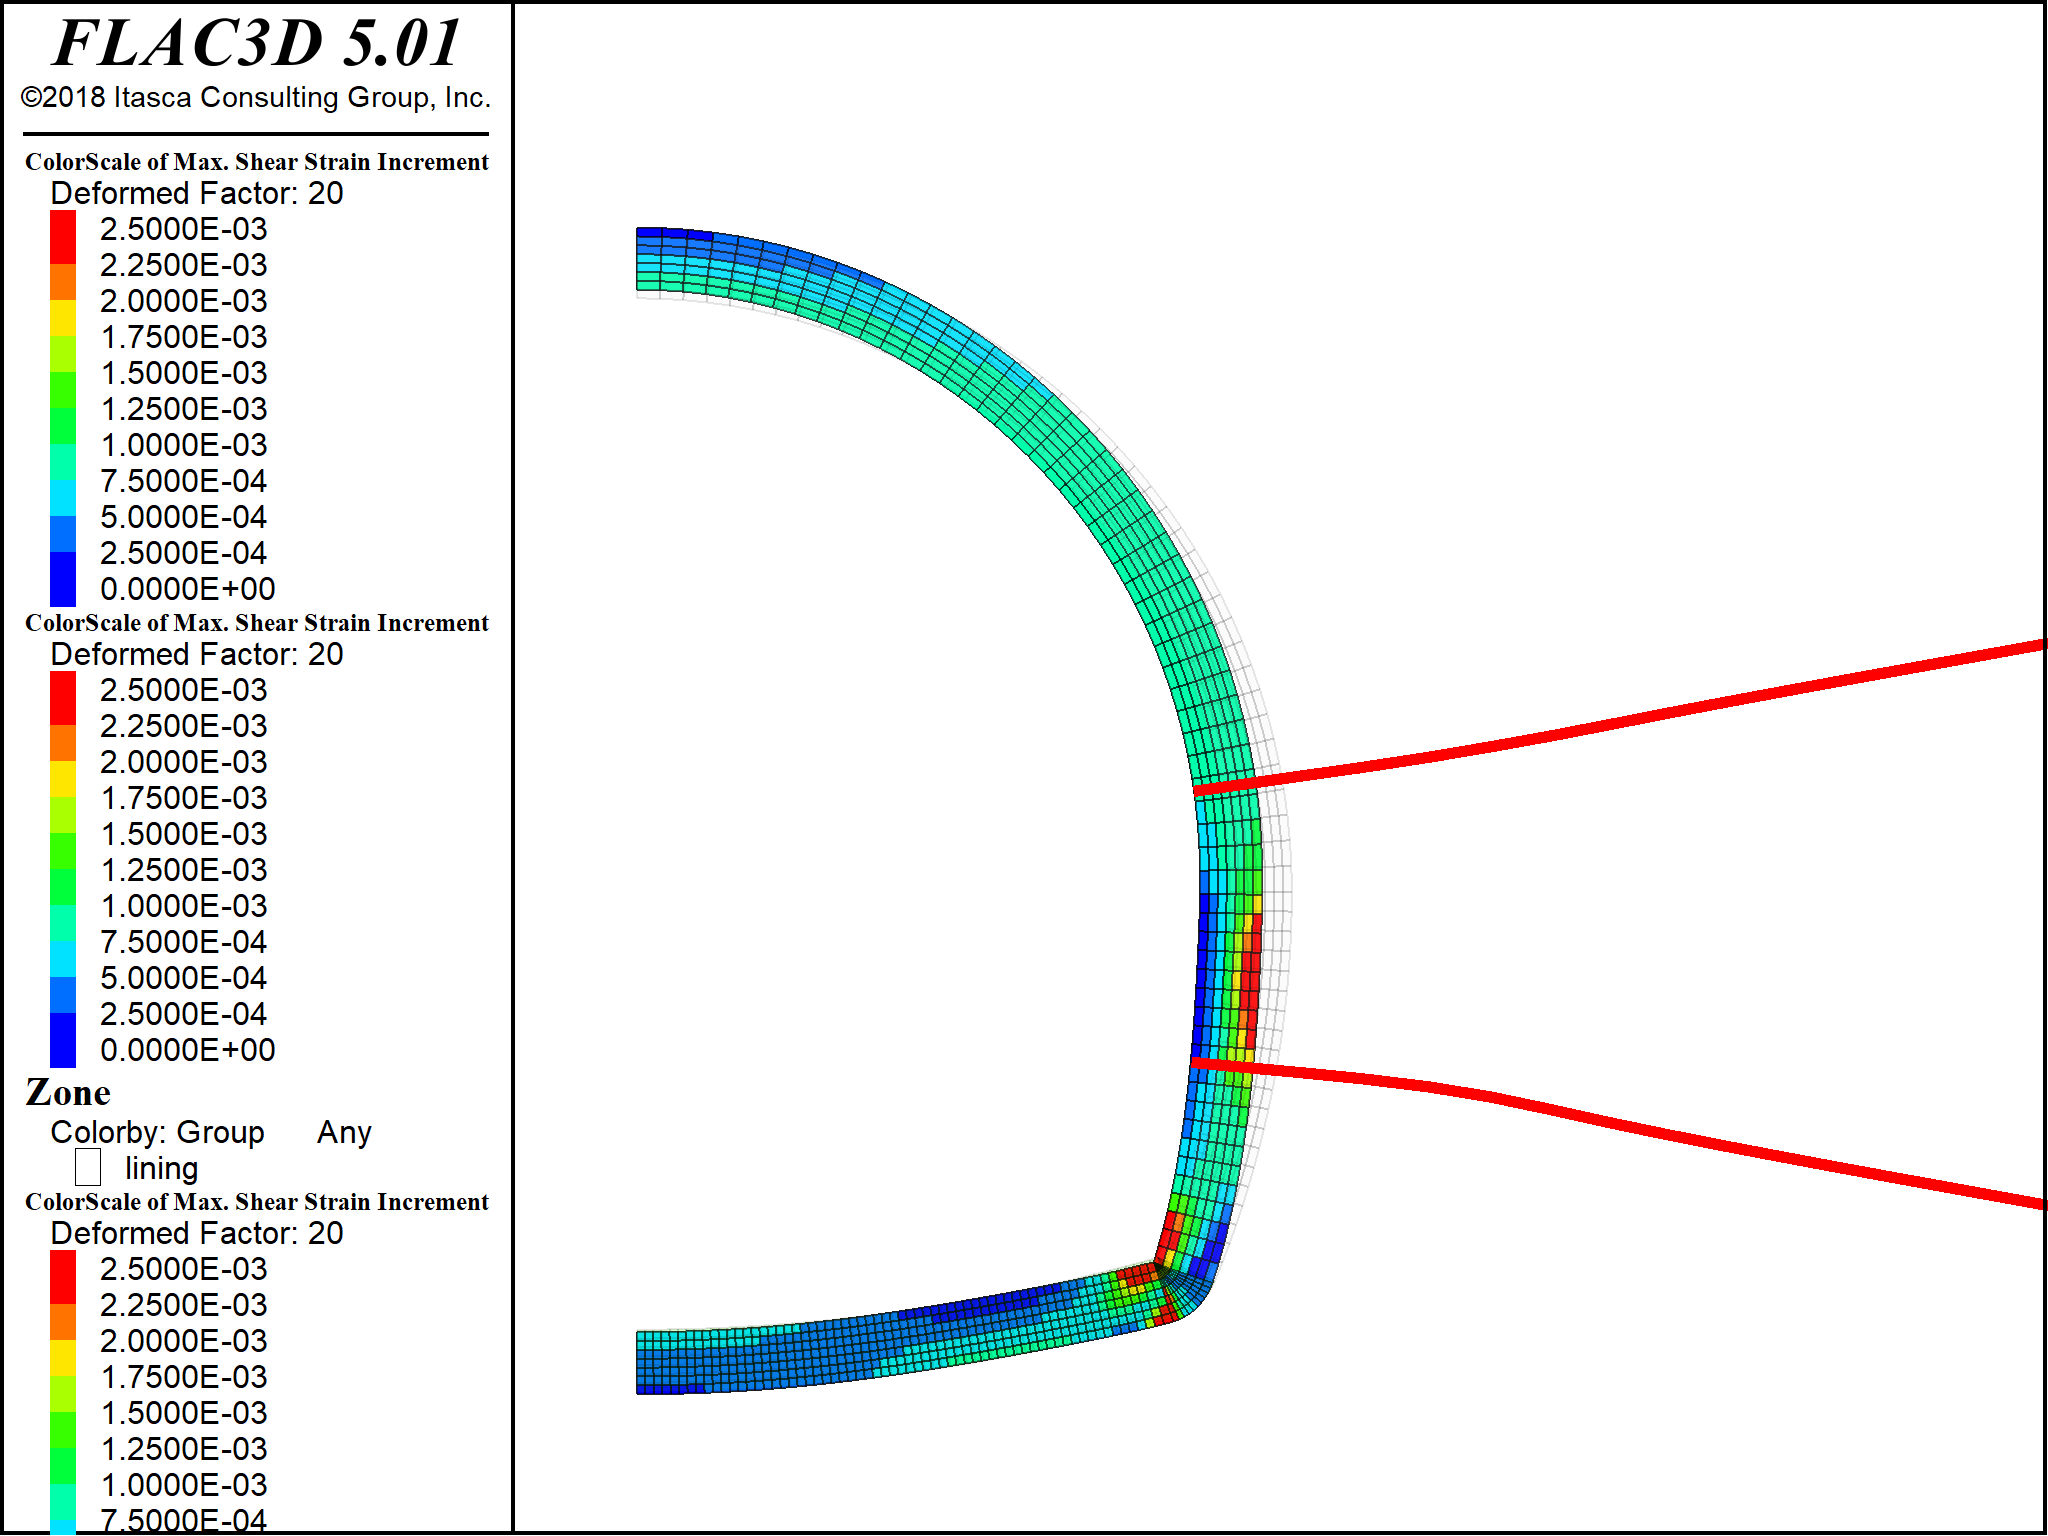 FLAC3D 5.01
©2018 Itasca Consulting Group, Inc.
ColorScale of Max. Shear Strain Increment
Deformed Factor: 20
2.5000E-03
2.2500E-03
2.0000E-03
1.7500E-03
1.5000E-03
1.2500E-03
1.0000E-03
7.5000E-04
5.0000E-04
2.5000E-04
0.0000E+00
ColorScale of Max. Shear Strain Increment
Deformed Factor: 20
2.5000E-03
2.2500E-03
2.0000E-03
1.7500E-03
1.5000E-03
1.2500E-03
1.0000E-03
7.5000E-04
5.0000E-04
2.5000E-04
0.0000E+00
Zone
Colorby: Group Any
lining
ColorScale of Max. Shear Strain Increment
Deformed Factor: 20
2.5000E-03
2.2500E-03
2.0000E-03
1.7500E-03
1.5000E-03
1.2500E-03
1.0000E-03
7.5000E-04